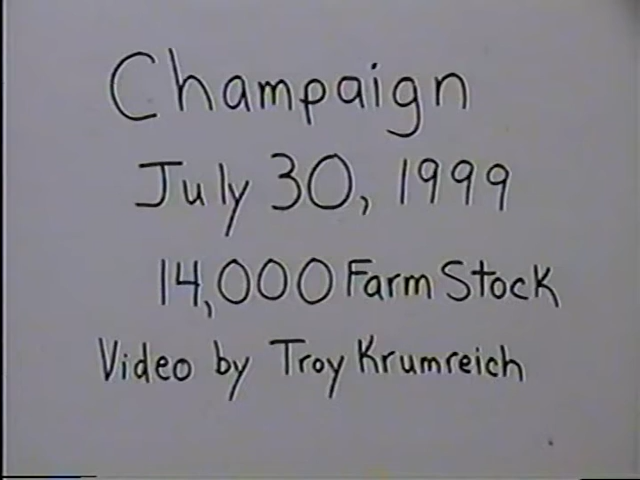 Champaign
July 30, 1999
14,000 Farm Stock
Video by Troy Krumreich